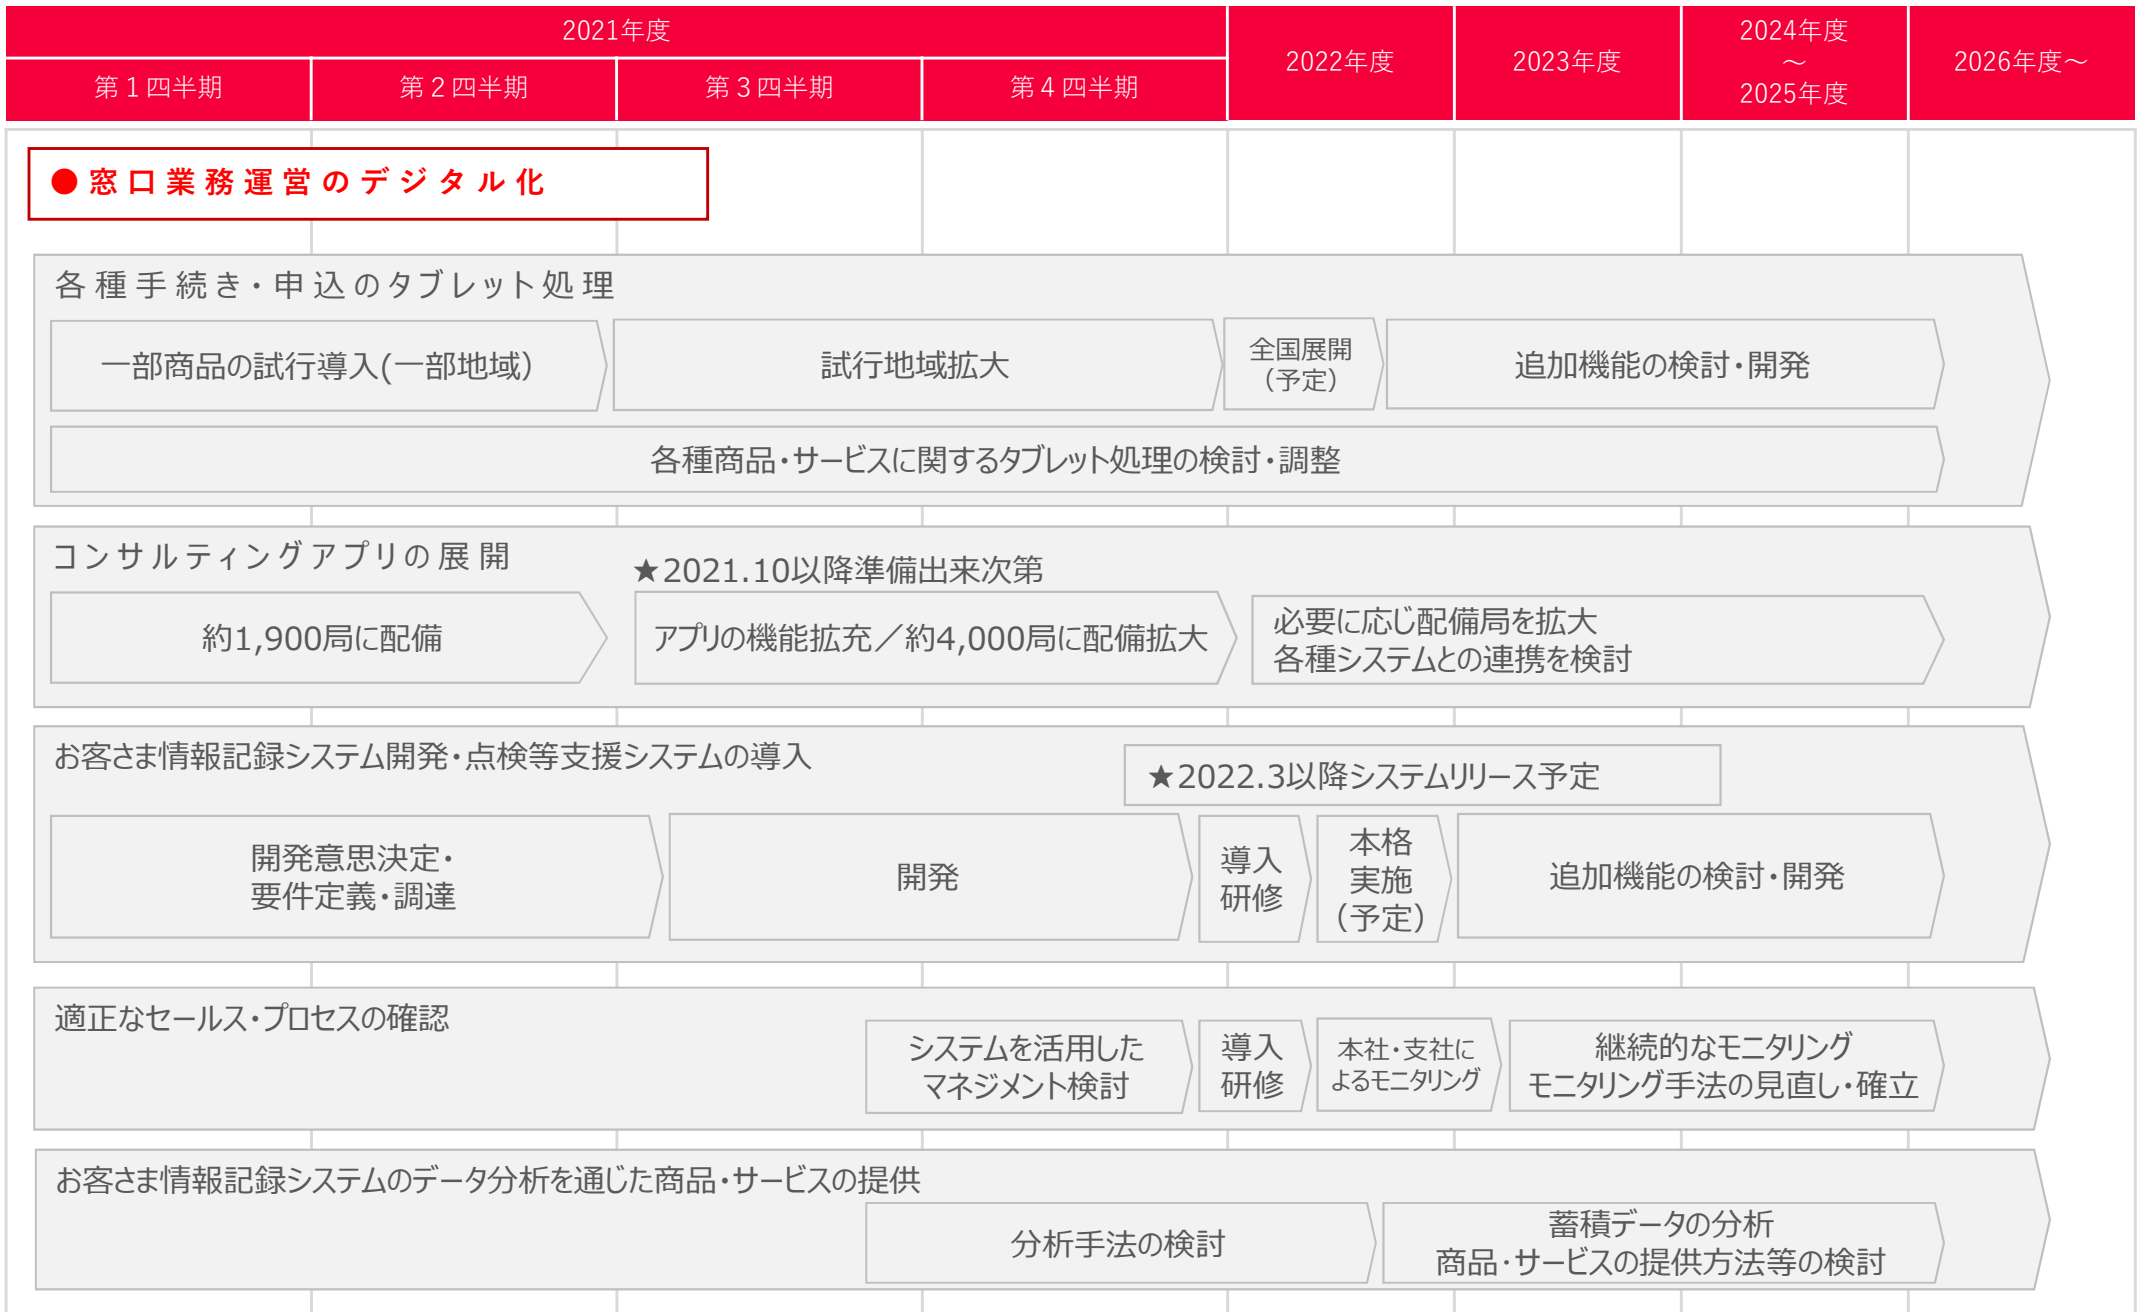 2021年度
2022年度
2023年度
2024年度
～
2025年度
2026年度～
第１四半期
第２四半期
第３四半期
第４四半期
●窓口業務運営のデジタル化
各種手続き・申込のタブレット処理
一部商品の試行導入(一部地域）
試行地域拡大
全国展開
（予定）
追加機能の検討・開発
各種商品・サービスに関するタブレット処理の検討・調整
コンサルティングアプリの展開
★2021.10以降準備出来次第
約1,900局に配備
アプリの機能拡充／約4,000局に配備拡大
必要に応じ配備局を拡大
各種システムとの連携を検討
お客さま情報記録システム開発・点検等支援システムの導入
★2022.3以降システムリリース予定
開発意思決定・
要件定義・調達
開発
導入
研修
本格
実施
（予定）
追加機能の検討・開発
適正なセールス・プロセスの確認
システムを活用した
マネジメント検討
導入
研修
本社・支社に
よるモニタリング
継続的なモニタリング
モニタリング手法の見直し・確立
お客さま情報記録システムのデータ分析を通じた商品・サービスの提供
分析手法の検討
蓄積データの分析
商品・サービスの提供方法等の検討